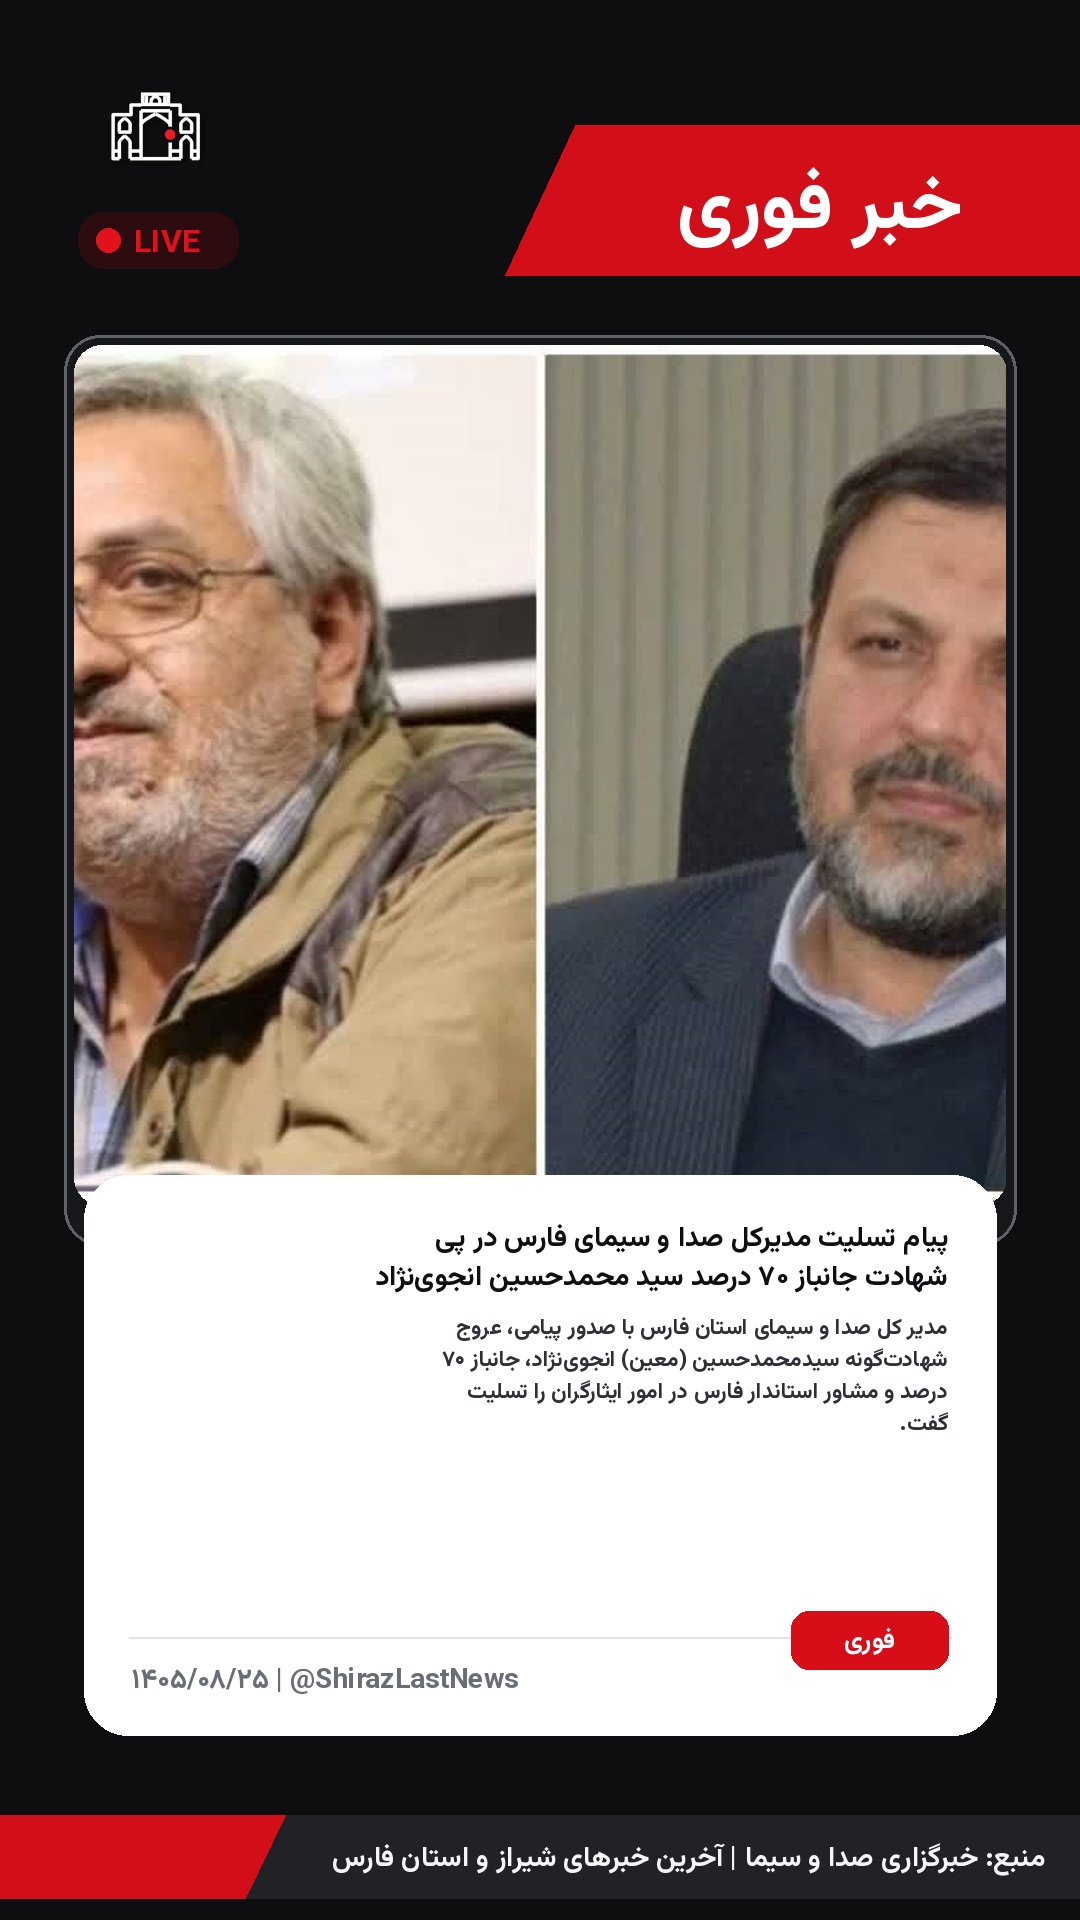 خبر فوری
LIVE
پیام تسلیت مدیرکل صدا و سیمای فارس در پی
شهادت جانباز ۷۰ درصد سید محمدحسین انجوی‌نژاد
مدیر کل صدا و سیمای استان فارس با صدور پیامی، عروج
شهادت‌گونه سیدمحمدحسین (معین) انجوی‌نژاد، جانباز ۷۰
درصد و مشاور استاندار فارس در امور ایثارگران را تسلیت
گفت.
فوری
۱۴۰۵/۰۸/۲۵ | @ShirazLastNews
منبع: خبرگزاری صدا و سیما | آخرین خبرهای شیراز و استان فارس